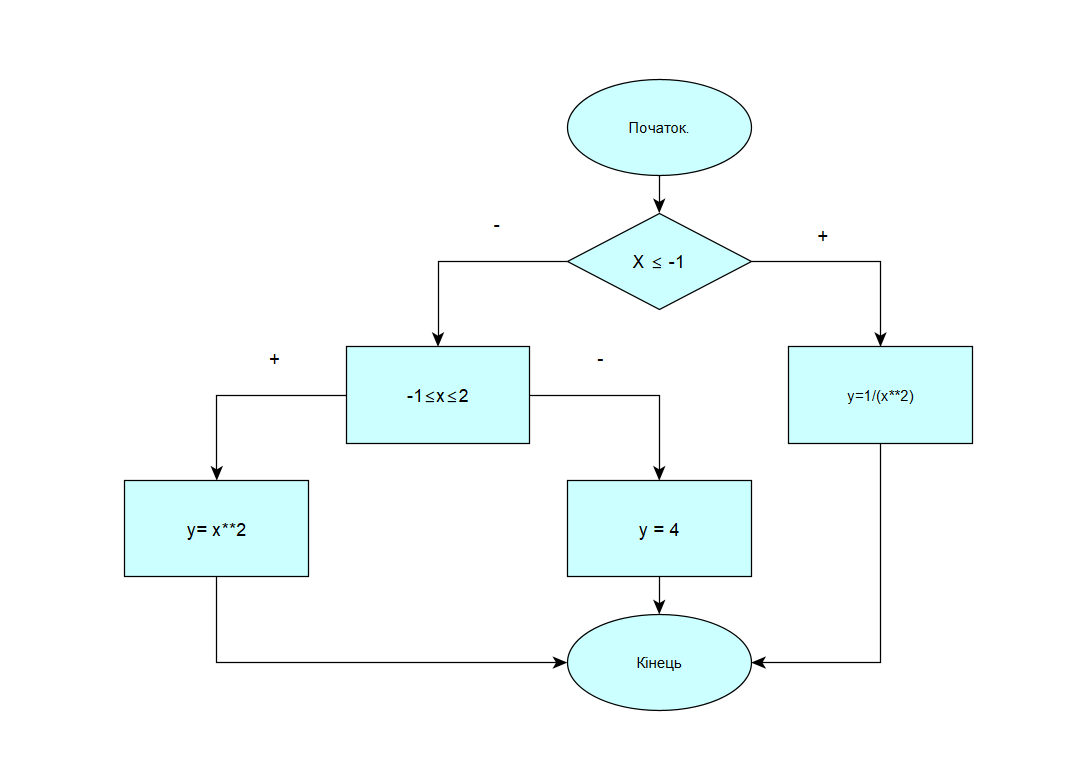 Початок.
-
+
X ≤ -1
+
-
-1≤x≤2
y=1/(x**2)
y= x**2
y = 4
Кінець